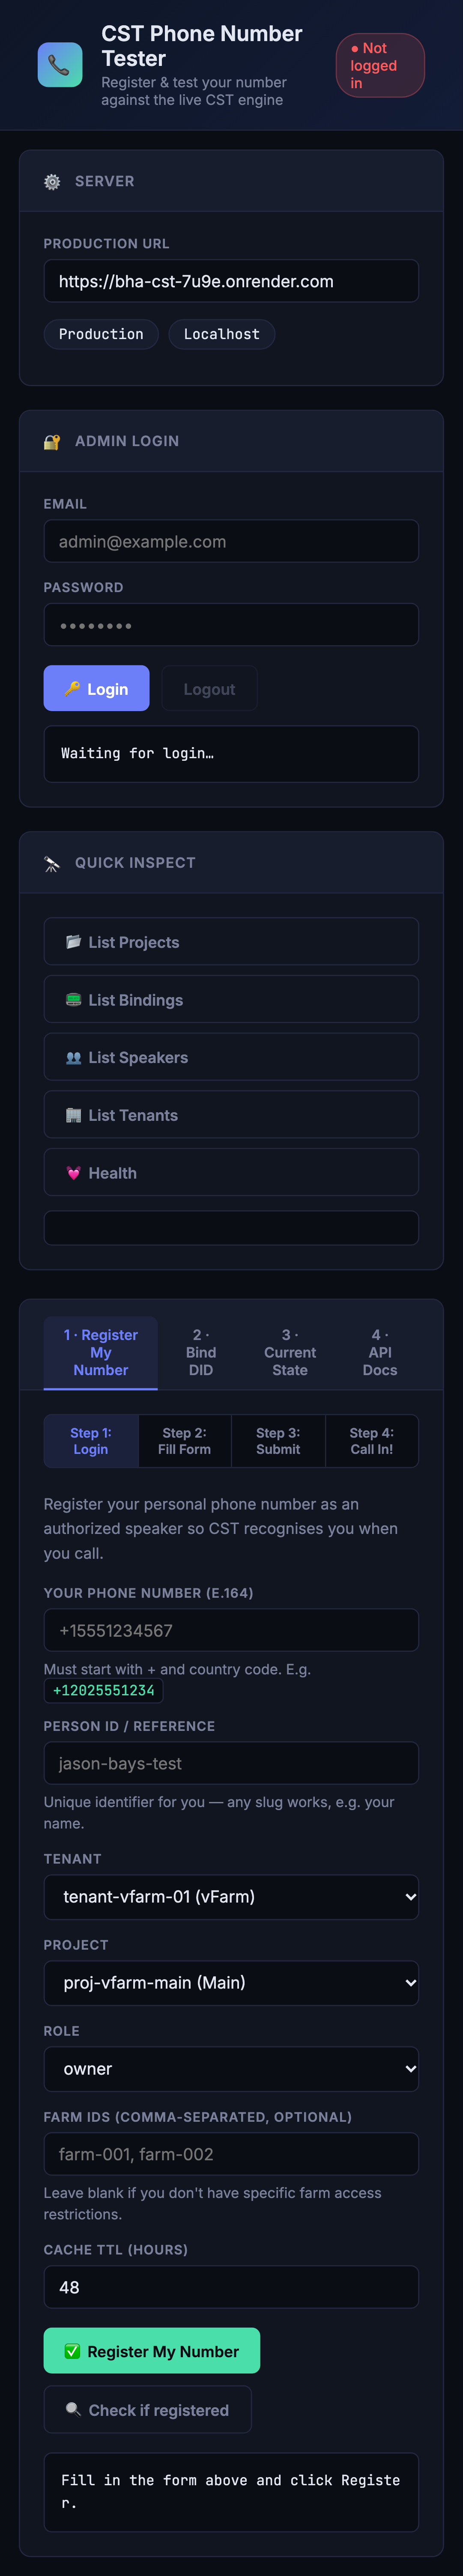 CST Phone Number
Tester
Register & test your number
against the live CST engine
● Not
logged
in
SERVER
PRODUCTION URL
https://bha-cst-7u9e.onrender.com
Production
Localhost
ADMIN LOGIN
EMAIL
admin@example.com
PASSWORD
••••••••
Login
Logout
Waiting for login…
QUICK INSPECT
List Projects
List Bindings
List Speakers
List Tenants
Health
1 · Register
My
Number
2 ·
Bind
DID
3 ·
Current
State
4 ·
API
Docs
Step 1:
Login
Step 2:
Fill Form
Step 3:
Submit
Step 4:
Call In!
Register your personal phone number as an
authorized speaker so CST recognises you when
you call.
YOUR PHONE NUMBER (E.164)
+15551234567
Must start with + and country code. E.g.
+12025551234
PERSON ID / REFERENCE
jason-bays-test
Unique identifier for you — any slug works, e.g. your
name.
TENANT
tenant-vfarm-01 (vFarm)
PROJECT
proj-vfarm-main (Main)
ROLE
owner
FARM IDS (COMMA-SEPARATED, OPTIONAL)
farm-001, farm-002
Leave blank if you don't have specific farm access
restrictions.
CACHE TTL (HOURS)
48
Register My Number
Check if registered
Fill in the form above and click Registe
r.